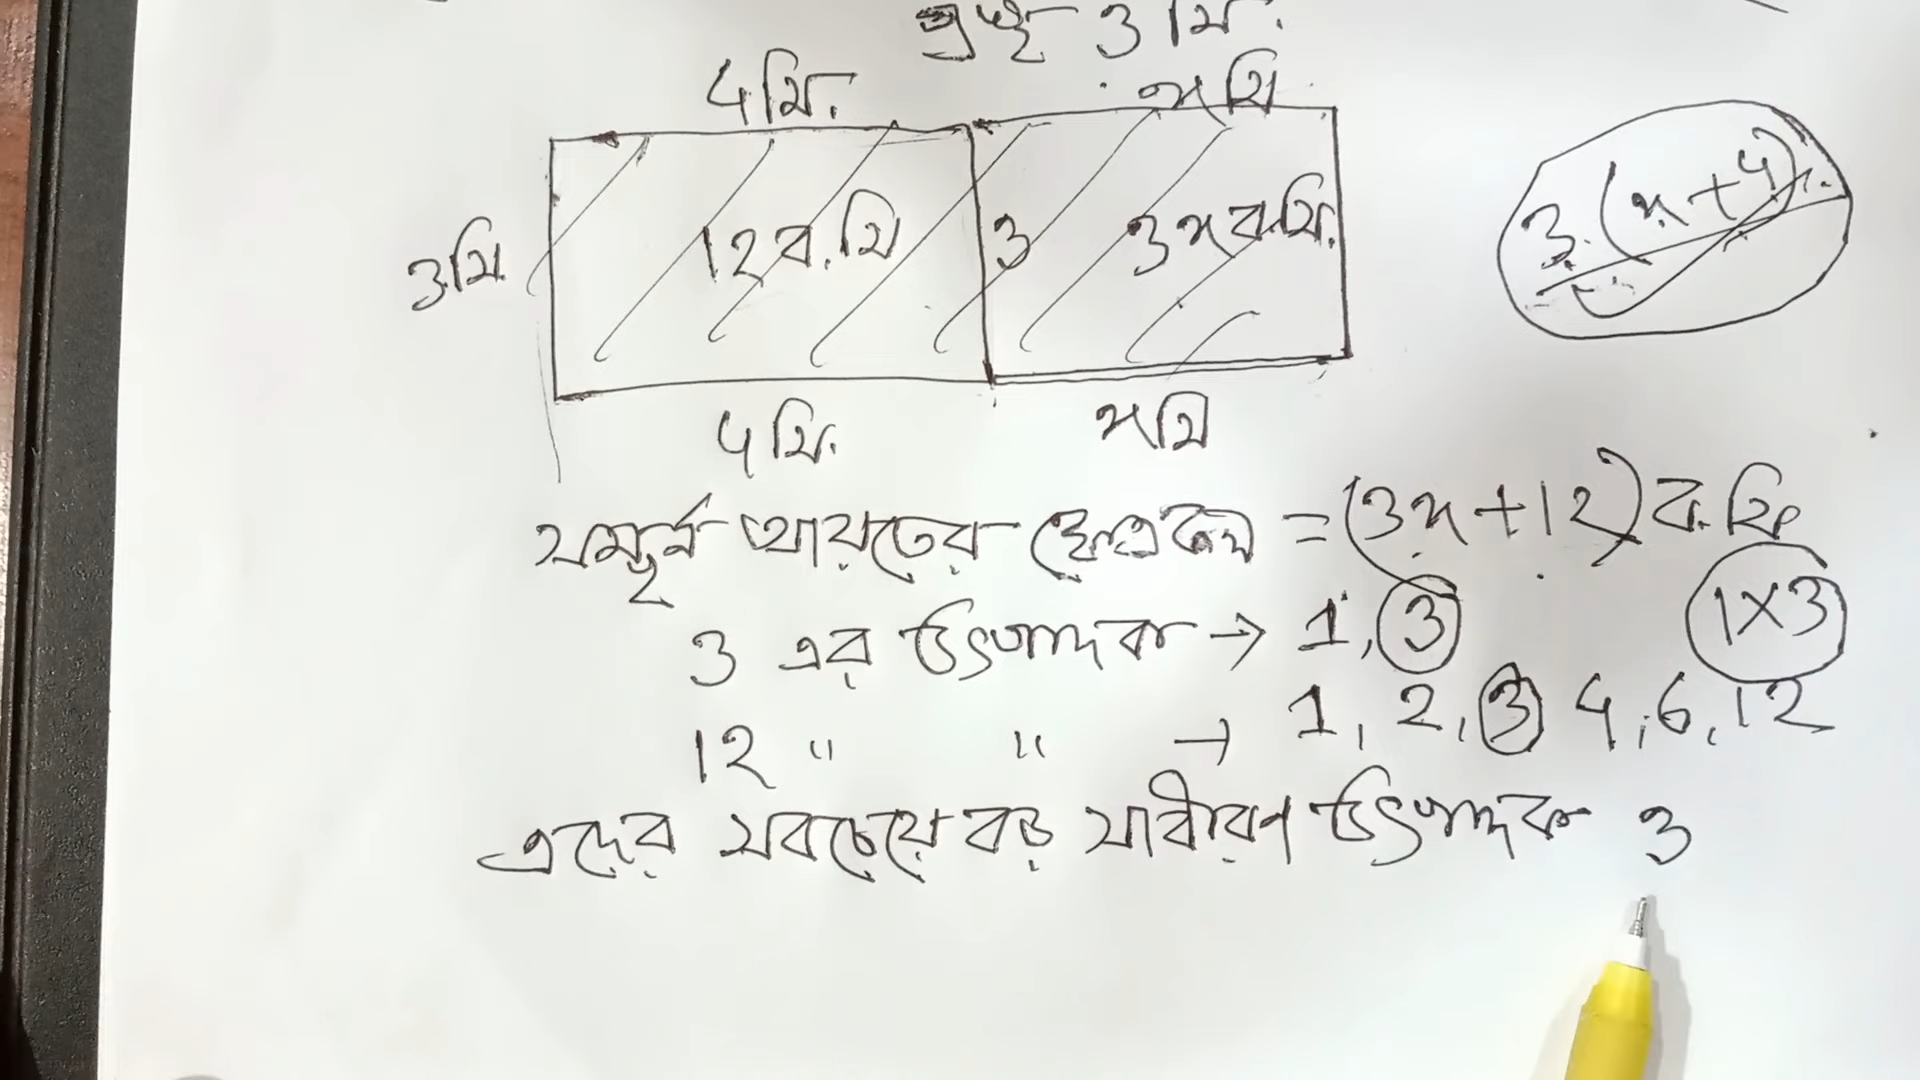 প্রস্থ 3 মি.
4 মি. x মি
3 মি. 12 ব.মি 3 3x ব.মি. 3.(x+4)
4 মি. x মি
সম্পূর্ণ আয়তের ক্ষেত্রফল = (3x+12) ব.মি.
3 এর উৎপাদক → 1, 3 1×3
12 " " → 1, 2, 3 4, 6, 12
এদের সবচেয়ে বড় সাধারণ উৎপাদক 3